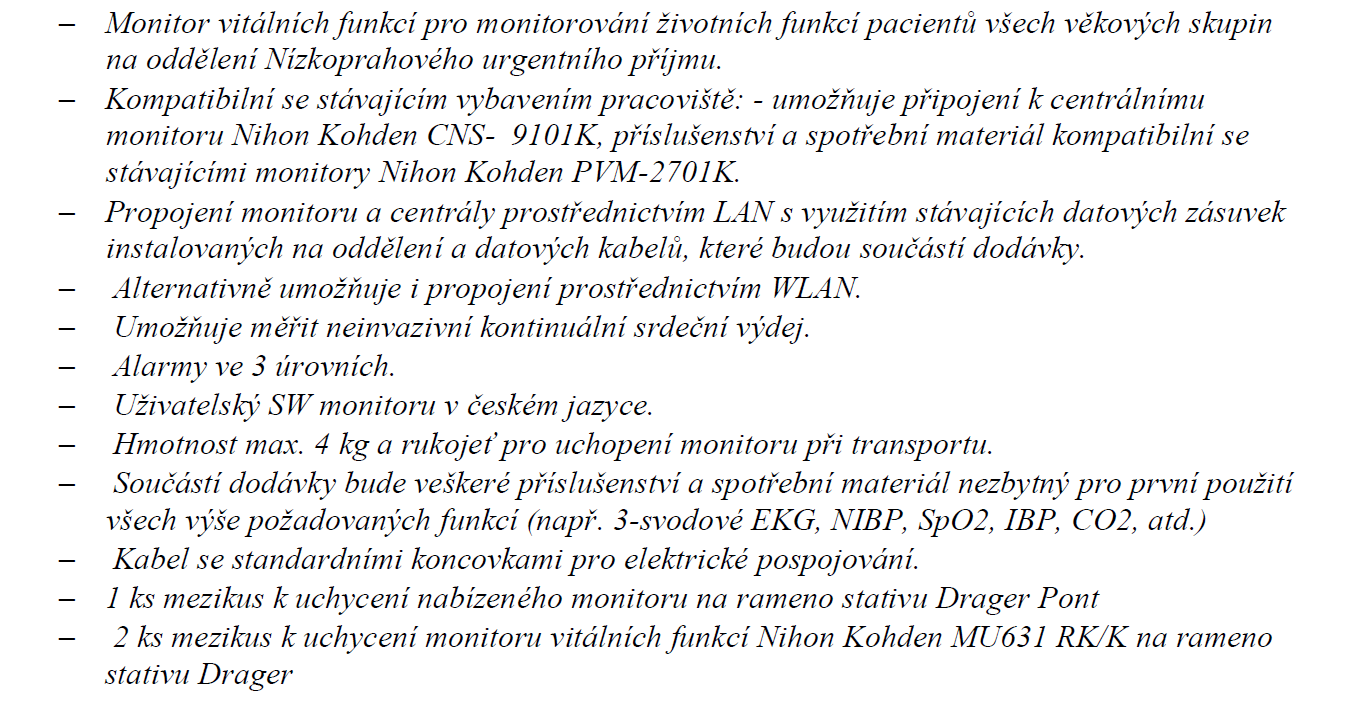 – Monitor vitálních funkcí pro monitorování životních funkcí pacientů všech věkových skupin
na oddělení Nízkoprahového urgentního příjmu.
– Kompatibilní se stávajícím vybavením pracoviště: - umožňuje připojení k centrálnímu
monitoru Nihon Kohden CNS- 9101K, příslušenství a spotřební materiál kompatibilní se
stávajícími monitory Nihon Kohden PVM-2701K.
– Propojení monitoru a centrály prostřednictvím LAN s využitím stávajících datových zásuvek
instalovaných na oddělení a datových kabelů, které budou součástí dodávky.
– Alternativně umožňuje i propojení prostřednictvím WLAN.
– Umožňuje měřit neinvazivní kontinuální srdeční výdej.
– Alarmy ve 3 úrovních.
– Uživatelský SW monitoru v českém jazyce.
– Hmotnost max. 4 kg a rukojeť pro uchopení monitoru při transportu.
– Součástí dodávky bude veškeré příslušenství a spotřební materiál nezbytný pro první použití
všech výše požadovaných funkcí (např. 3-svodové EKG, NIBP, SpO2, IBP, CO2, atd.)
– Kabel se standardními koncovkami pro elektrické pospojování.
– 1 ks mezikus k uchycení nabízeného monitoru na rameno stativu Drager Pont
– 2 ks mezikus k uchycení monitoru vitálních funkcí Nihon Kohden MU631 RK/K na rameno
stativu Drager